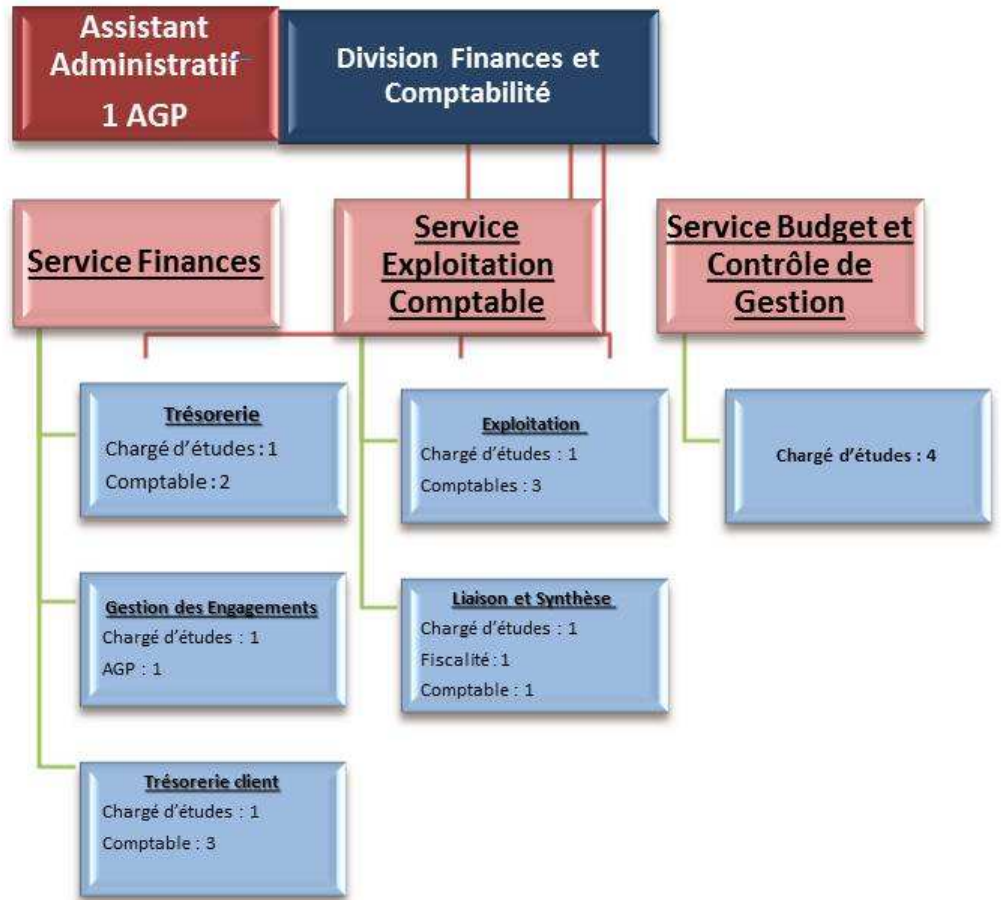 Assistant
Administratif
1 AGP
Division Finances et
Comptabilité
Service Finances
Service
Exploitation
Comptable
Service Budget et
Contrôle de
Gestion
Trésorerie
Chargé d'études : 1
Comptable : 2
Exploitation
Chargé d'études : 1
Comptables : 3
Chargé d'études : 4
Gestion des Engagements
Chargé d'études : 1
AGP : 1
Liaison et Synthèse
Chargé d'études : 1
Fiscalité : 1
Comptable : 1
Trésorerie client
Chargé d'études : 1
Comptable : 3